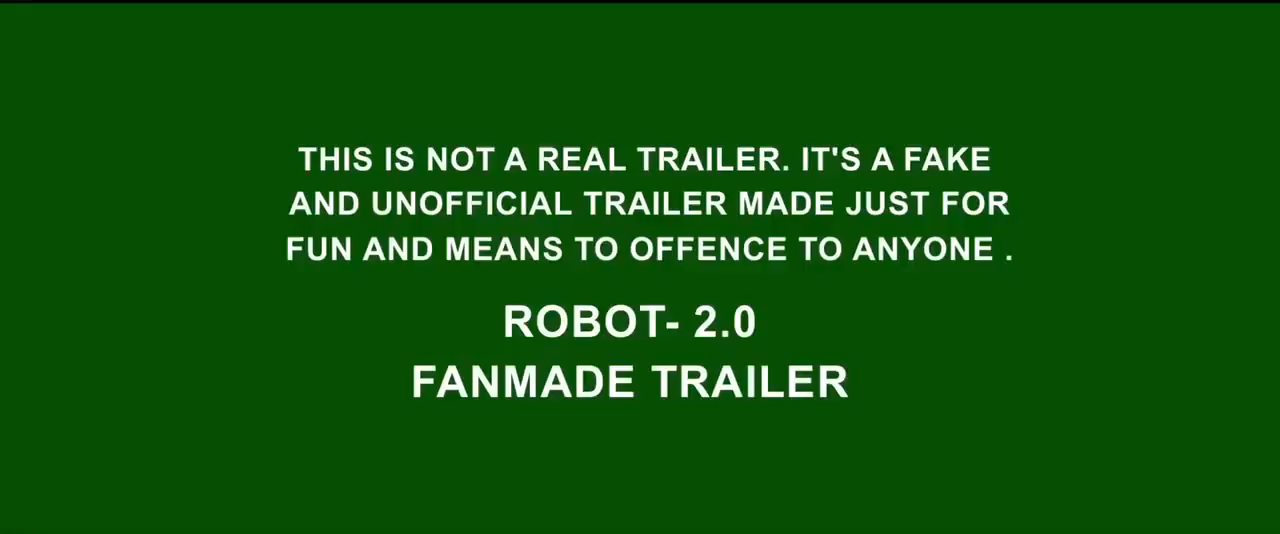 THIS IS NOT A REAL TRAILER. IT'S A FAKE
AND UNOFFICIAL TRAILER MADE JUST FOR
FUN AND MEANS TO OFFENCE TO ANYONE .
ROBOT- 2.0
FANMADE TRAILER